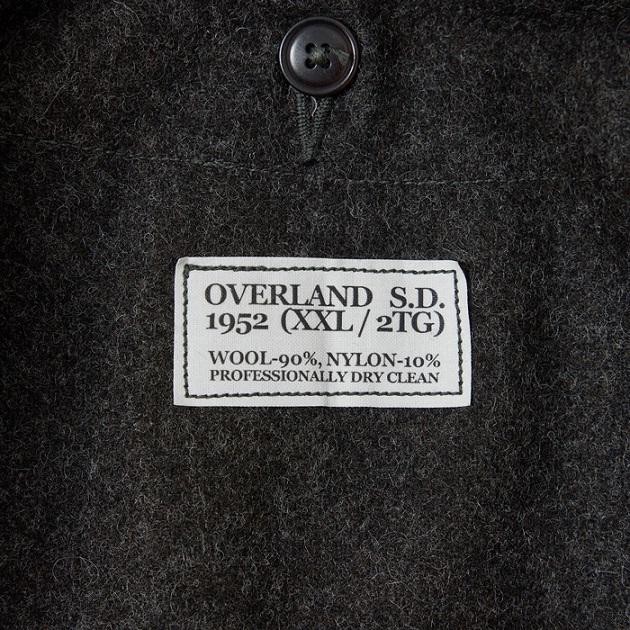 OVERLAND S.D.
1952 (XXL / 2TG)
WOOL-90%, NYLON-10%
PROFESSIONALLY DRY CLEAN